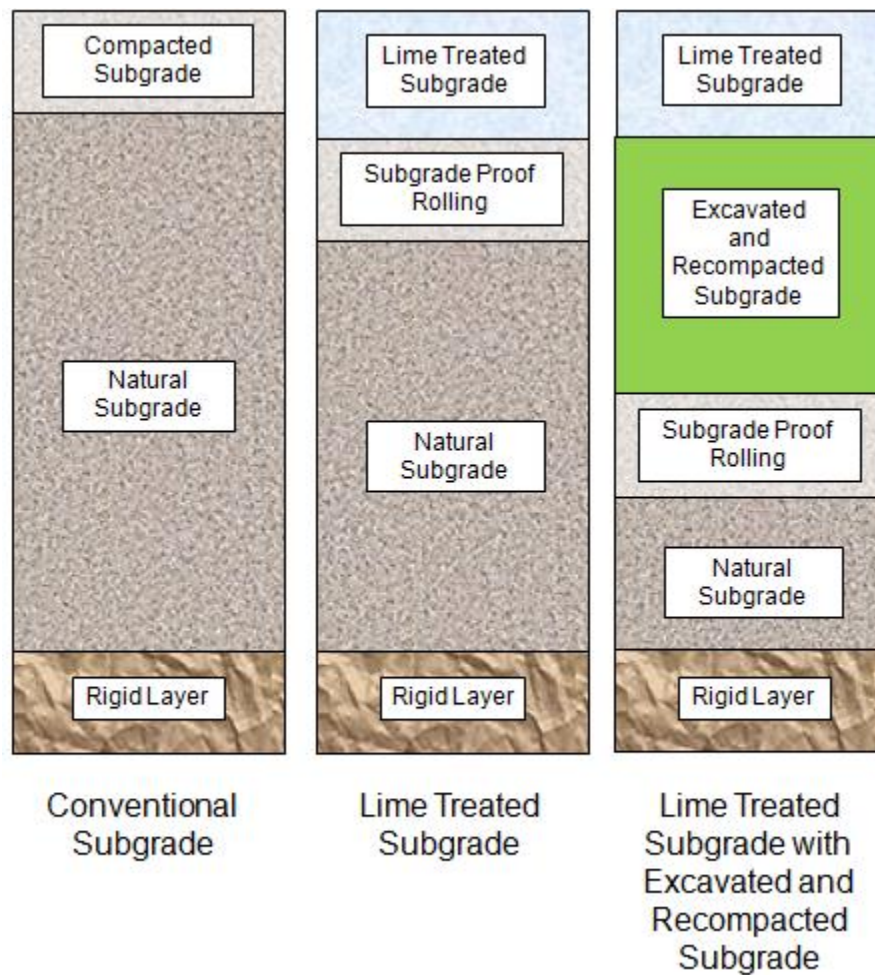 Compacted
Subgrade
Natural
Subgrade
Rigid Layer
Conventional
Subgrade
Lime Treated
Subgrade
Subgrade Proof
Rolling
Natural
Subgrade
Rigid Layer
Lime Treated
Subgrade
Lime Treated
Subgrade
Excavated
and
Recompacted
Subgrade
Subgrade Proof
Rolling
Natural
Subgrade
Rigid Layer
Lime Treated
Subgrade with
Excavated and
Recompacted
Subgrade